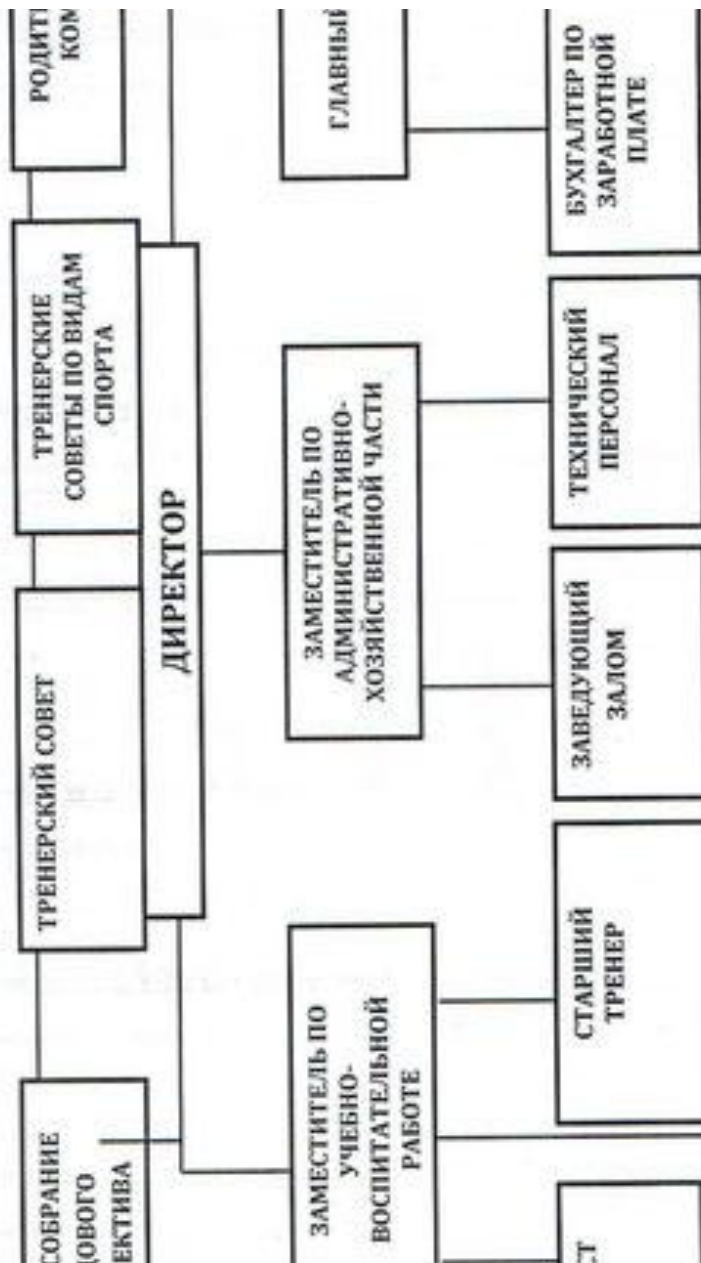 СОБРАНИЕ
ДОВОГО
ЕКТИВА
ТРЕНЕРСКИЙ СОВЕТ
ТРЕНЕРСКИЕ
СОВЕТЫ ПО ВИДАМ
СПОРТА
РОДИТ
КОМ
ДИРЕКТОР
ЗАМЕСТИТЕЛЬ ПО
УЧЕБНО-
ВОСПИТАТЕЛЬНОЙ
РАБОТЕ
ЗАМЕСТИТЕЛЬ ПО
АДМИНИСТРАТИВНО-
ХОЗЯЙСТВЕННОЙ ЧАСТИ
ГЛАВНЫЙ
СТ
СТАРШИЙ
ТРЕНЕР
ЗАВЕДУЮЩИЙ
ЗАЛОМ
ТЕХНИЧЕСКИЙ
ПЕРСОНАЛ
БУХГАЛТЕР ПО
ЗАРАБОТНОЙ
ПЛАТЕ